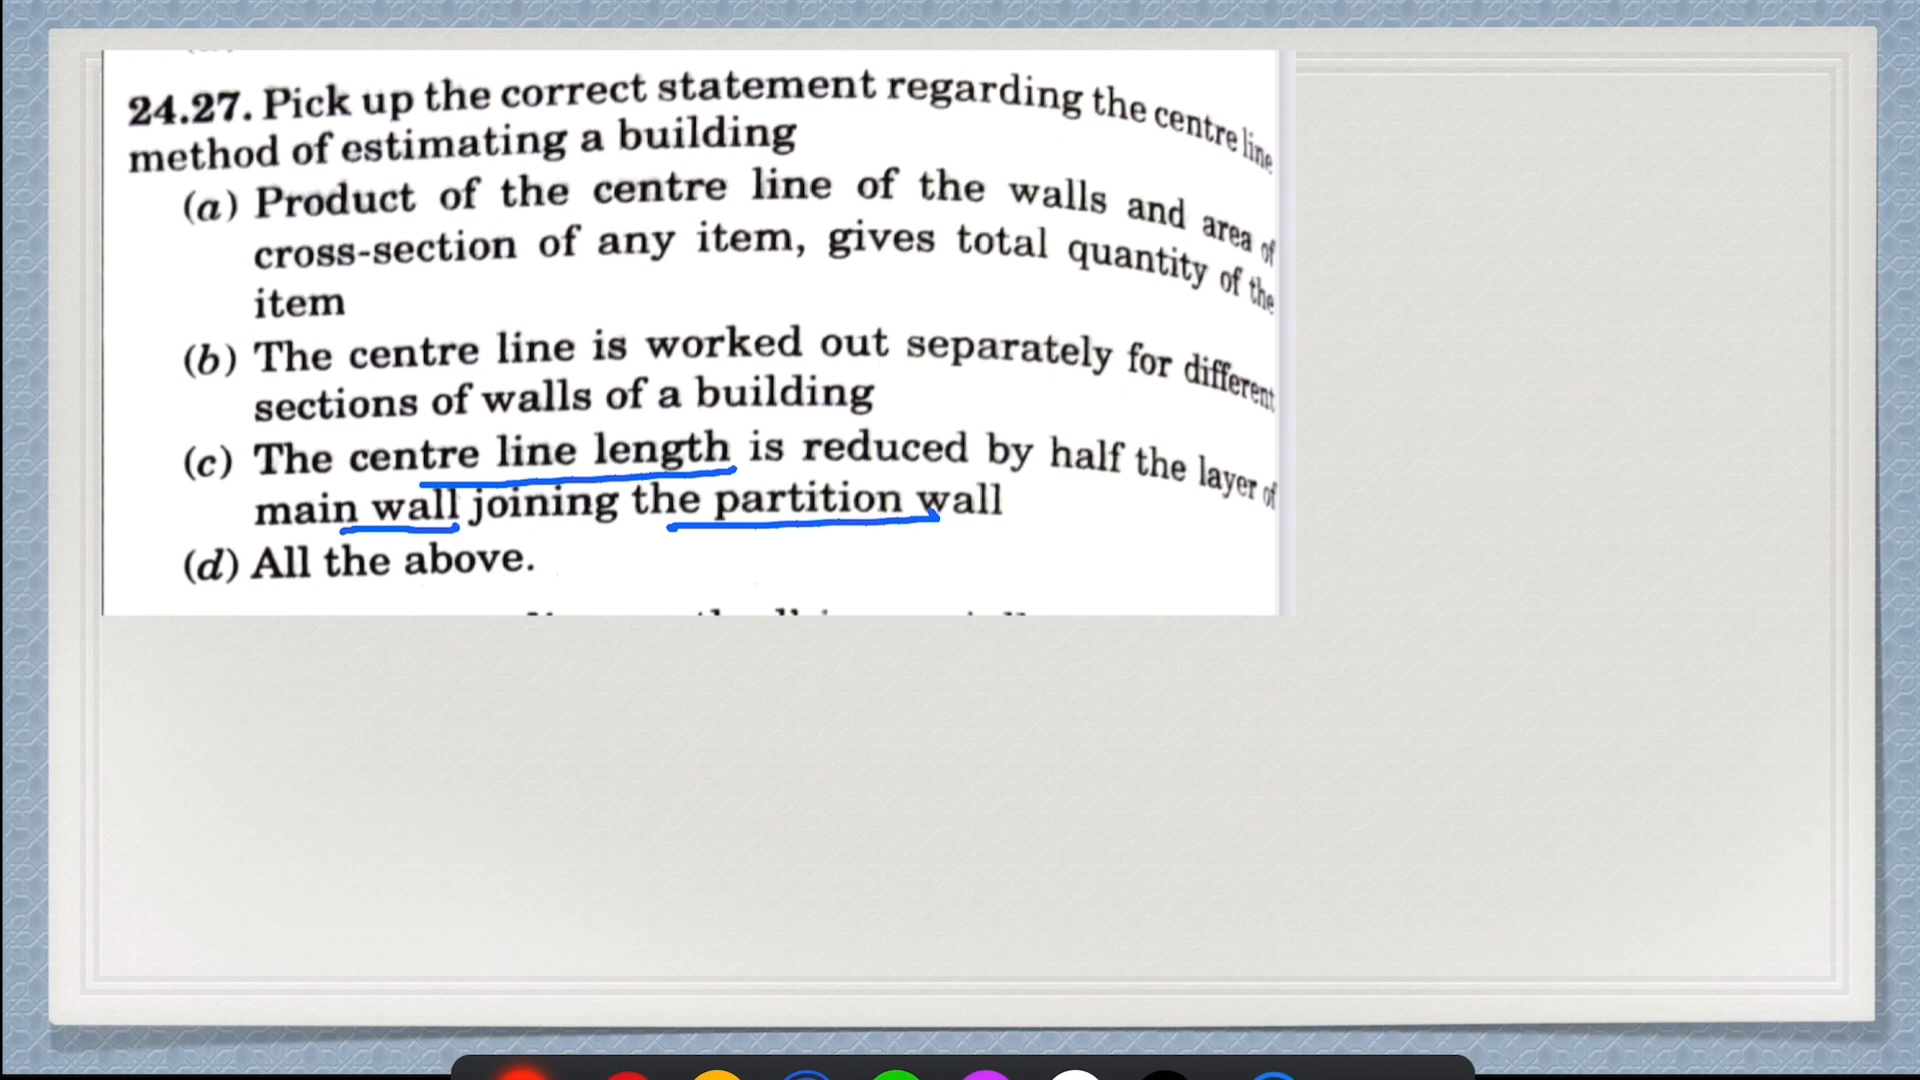 24.27. Pick up the correct statement regarding the centre line
method of estimating a building
(a) Product of the centre line of the walls and area of
cross-section of any item, gives total quantity of the
item
(b) The centre line is worked out separately for different
sections of walls of a building
(c) The centre line length is reduced by half the layer of
main wall joining the partition wall
(d) All the above.